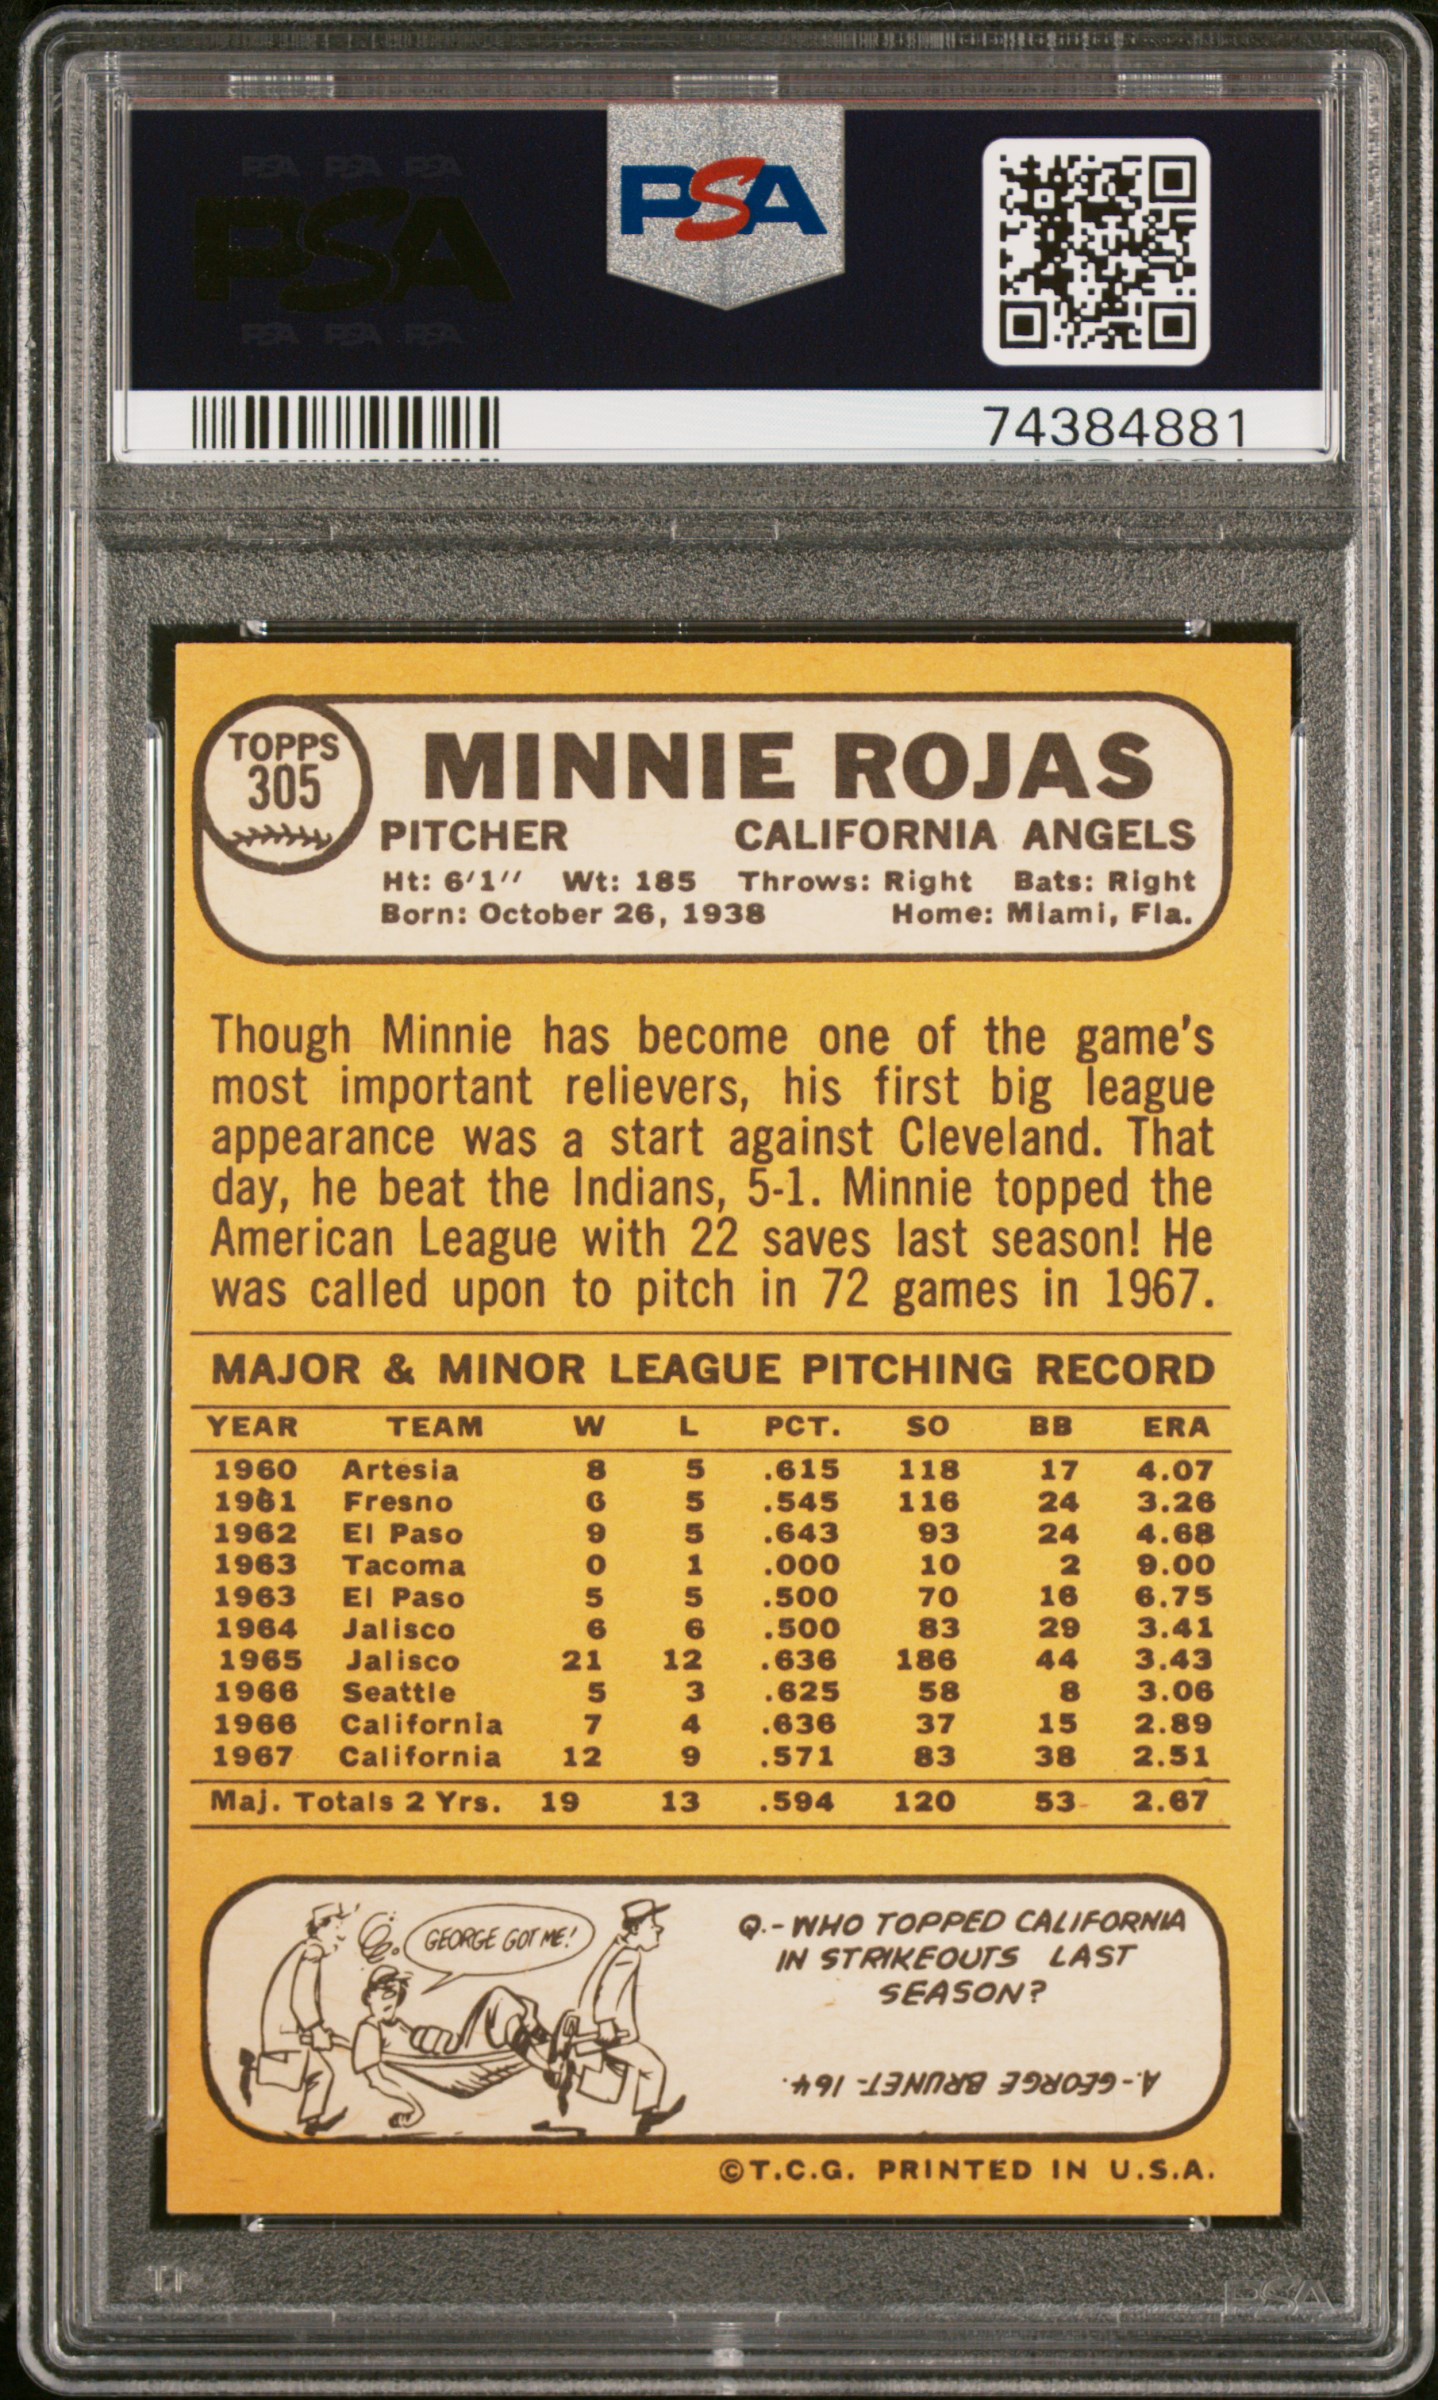 PSA PSA PSA
PSA
PSA PSA PSA
PSA
74384881
TOPPS
305
MINNIE ROJAS
PITCHER CALIFORNIA ANGELS
Ht: 6'1'' Wt: 185 Throws: Right Bats: Right
Born: October 26, 1938 Home: Miami, Fla.
Though Minnie has become one of the game's
most important relievers, his first big league
appearance was a start against Cleveland. That
day, he beat the Indians, 5-1. Minnie topped the
American League with 22 saves last season! He
was called upon to pitch in 72 games in 1967.
MAJOR & MINOR LEAGUE PITCHING RECORD
YEAR TEAM W L PCT. SO BB ERA
1960 Artesia 8 5 .615 118 17 4.07
1961 Fresno 6 5 .545 116 24 3.26
1962 El Paso 9 5 .643 93 24 4.68
1963 Tacoma 0 1 .000 10 2 9.00
1963 El Paso 5 5 .500 70 16 6.75
1964 Jalisco 6 6 .500 83 29 3.41
1965 Jalisco 21 12 .636 186 44 3.43
1966 Seattle 5 3 .625 58 8 3.06
1966 California 7 4 .636 37 15 2.89
1967 California 12 9 .571 83 38 2.51
Maj. Totals 2 Yrs. 19 13 .594 120 53 2.67
GEORGE GOT ME!
Q.- WHO TOPPED CALIFORNIA
IN STRIKEOUTS LAST
SEASON?
A.- GEORGE BRUNET- 164.
©T.C.G. PRINTED IN U.S.A.
PSA